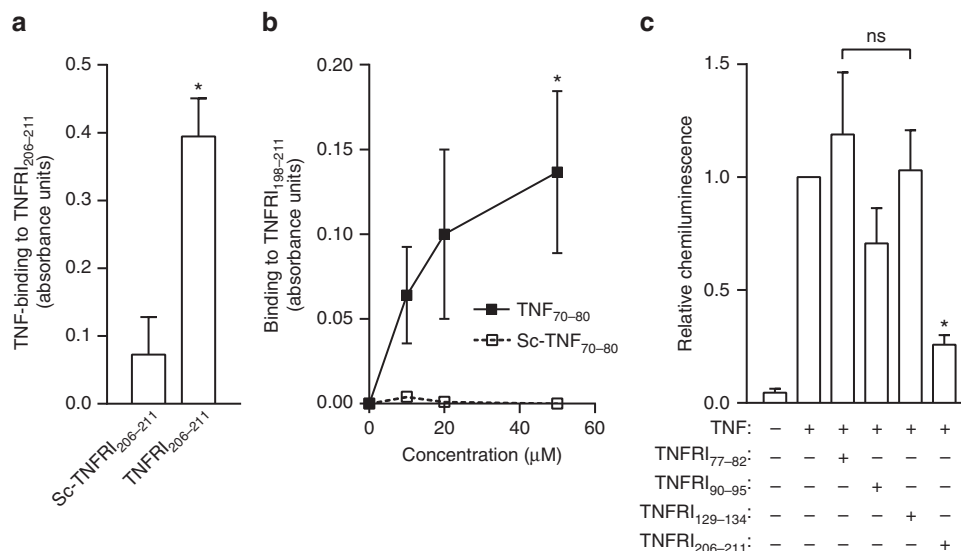 a
TNF-binding to TNFRI206–211
(absorbance units)
0.5
0.4
0.3
0.2
0.1
0.0
*
Sc-TNFRI206–211
TNFRI206–211
b
Binding to TNFRI198–211
(absorbance units)
0.20
0.15
0.10
0.05
0.00
*
TNF70–80
Sc-TNF70–80
0 20 40 60
Concentration (μM)
c
ns
Relative chemiluminescence
1.5
1.0
0.5
0.0
*
TNF: – + + + + +
TNFRI77–82: – – + – – –
TNFRI90–95: – – – + – –
TNFRI129–134: – – – – + –
TNFRI206–211: – – – – – +